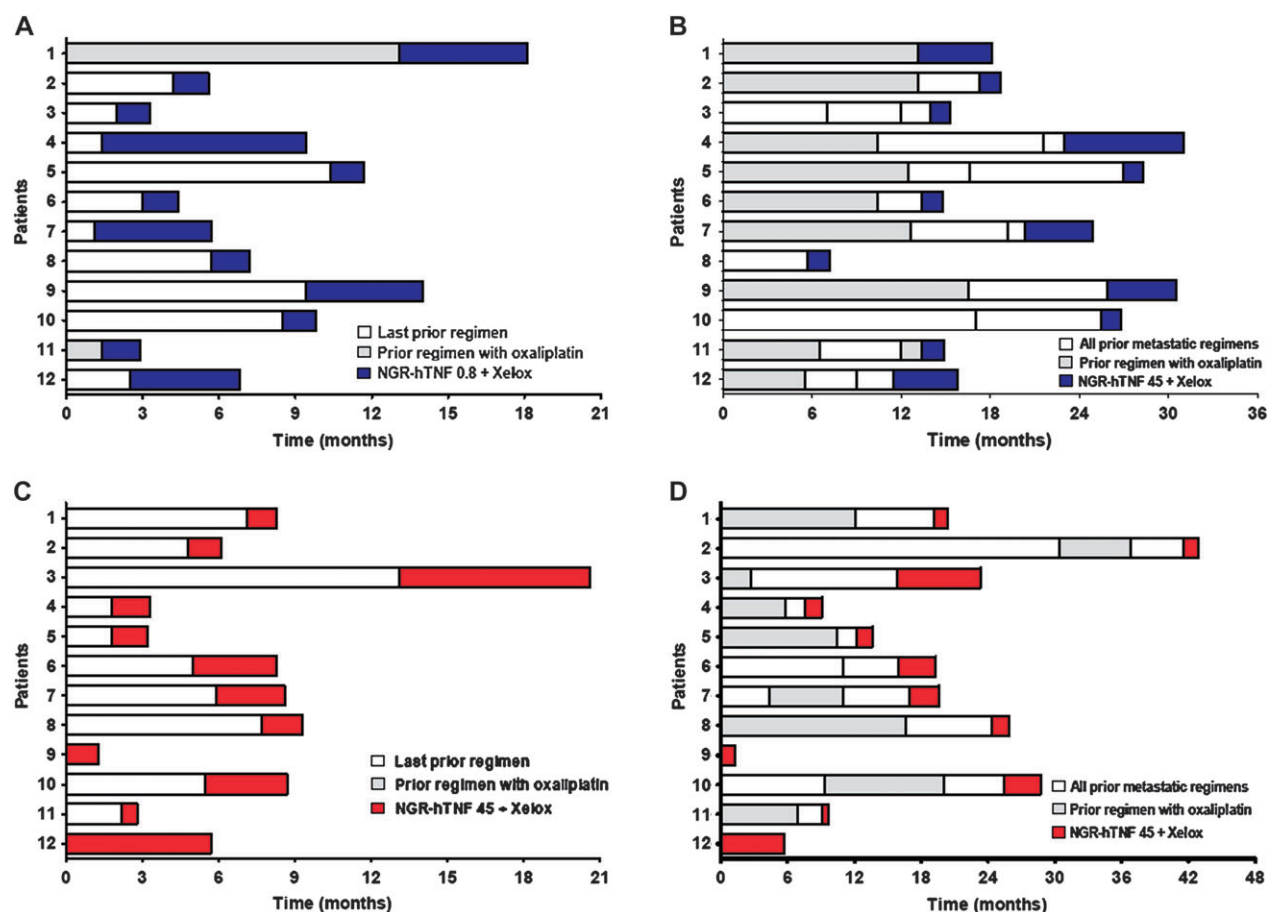 A
Patients
1
2
3
4
5
6
7
8
9
10
11
12
Last prior regimen
Prior regimen with oxaliplatin
NGR-hTNF 0.8 + Xelox
0 3 6 9 12 15 18 21
Time (months)
B
Patients
1
2
3
4
5
6
7
8
9
10
11
12
All prior metastatic regimens
Prior regimen with oxaliplatin
NGR-hTNF 45 + Xelox
0 6 12 18 24 30 36
Time (months)
C
Patients
1
2
3
4
5
6
7
8
9
10
11
12
Last prior regimen
Prior regimen with oxaliplatin
NGR-hTNF 45 + Xelox
0 3 6 9 12 15 18 21
Time (months)
D
Patients
1
2
3
4
5
6
7
8
9
10
11
12
All prior metastatic regimens
Prior regimen with oxaliplatin
NGR-hTNF 45 + Xelox
0 6 12 18 24 30 36 42 48
Time (months)